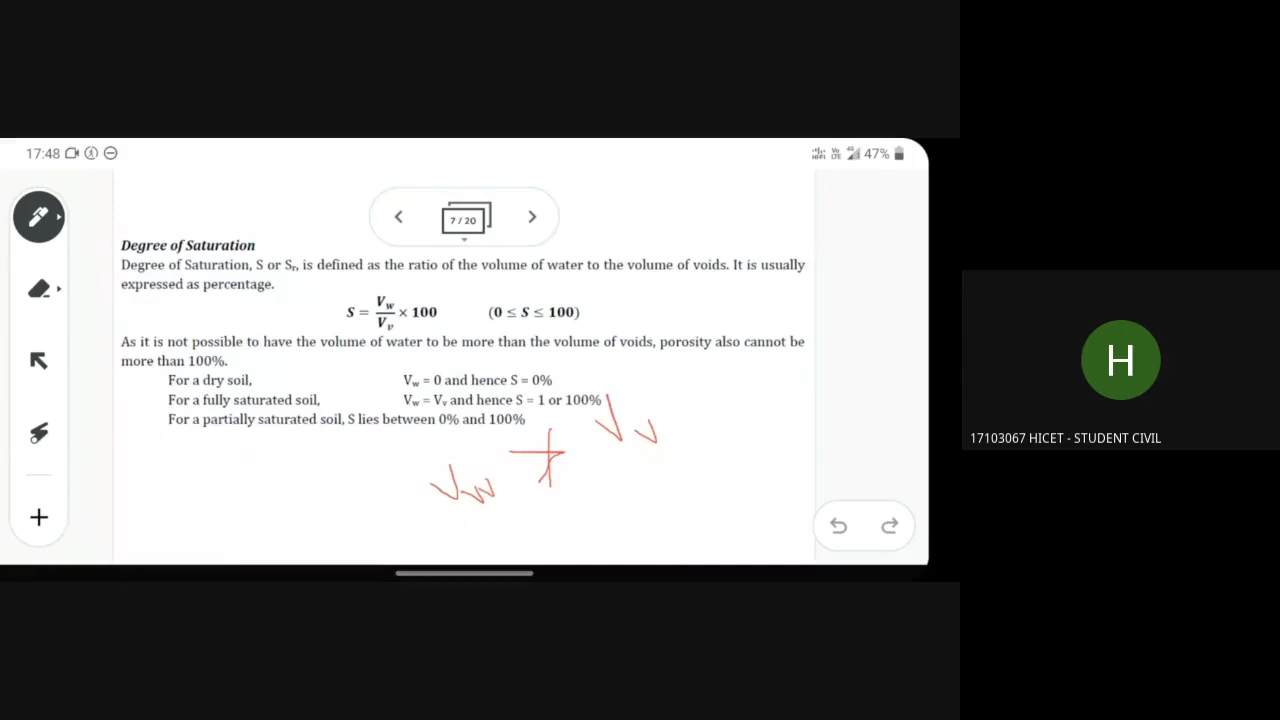 17:48
Vo
LTE
4G
47%
7 / 20
Degree of Saturation
Degree of Saturation, S or Sr, is defined as the ratio of the volume of water to the volume of voids. It is usually
expressed as percentage.
S = Vw/Vv × 100 (0 ≤ S ≤ 100)
As it is not possible to have the volume of water to be more than the volume of voids, porosity also cannot be
more than 100%.
For a dry soil, Vw = 0 and hence S = 0%
For a fully saturated soil, Vw = Vv and hence S = 1 or 100%
For a partially saturated soil, S lies between 0% and 100%
Vw Vv
H
17103067 HICET - STUDENT CIVIL